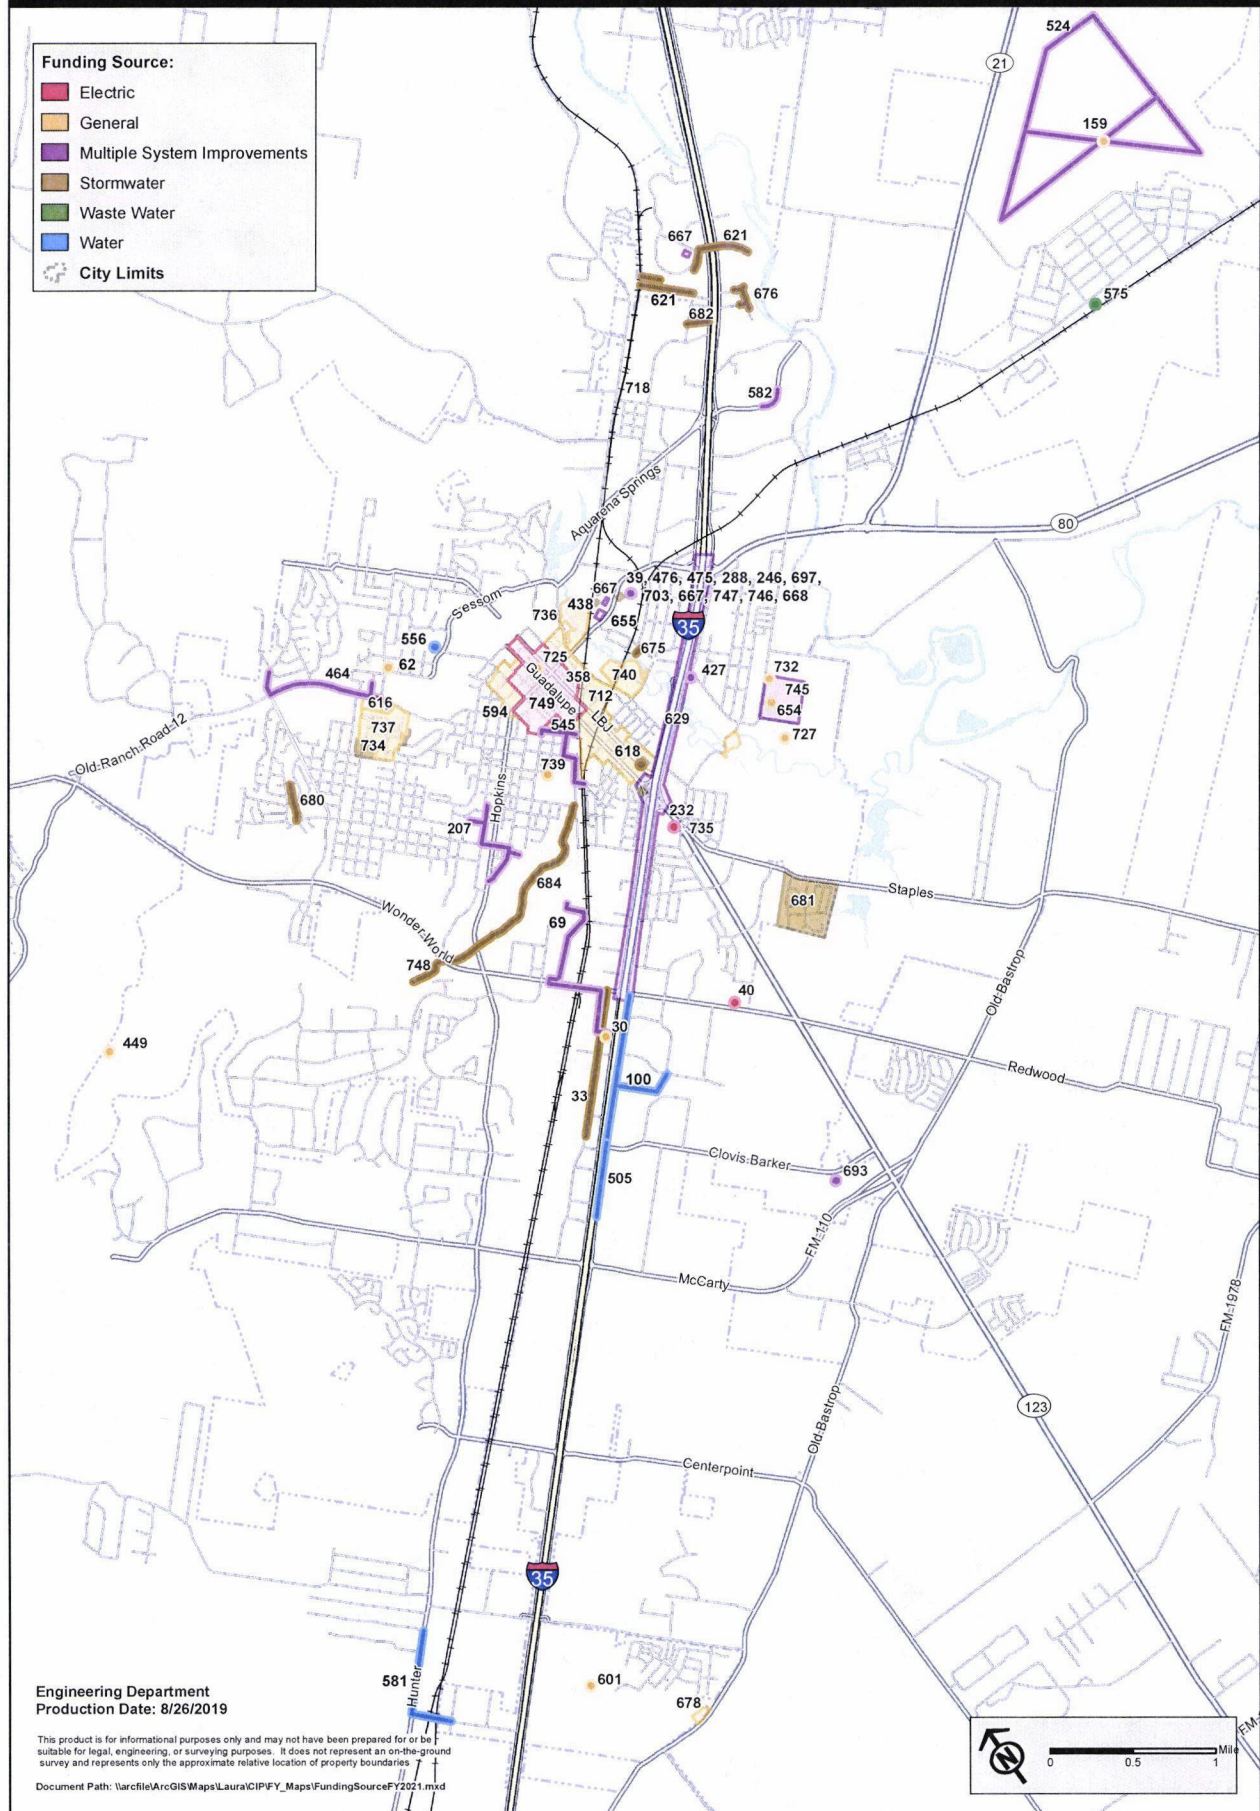 Funding Source:
Electric
General
Multiple System Improvements
Stormwater
Waste Water
Water
City Limits
524
21
159
667
621
621
676
682
575
718
582
Aquarena Springs
80
39, 476, 475, 288, 246, 697,
703, 667, 747, 746, 668
667
438
736
655
Sessom
35
556
62
725
675
358
740
427
732
464
Guadalupe
712
745
616
749
654
594
545
LBJ
629
737
727
734
618
Old Ranch Road 12
739
680
Hopkins
232
207
735
684
Staples
681
Wonder World
69
748
Old Bastrop
40
30
449
Redwood
100
33
Clovis Barker
693
505
FM 110
McCarty
FM 1978
123
Old Bastrop
Centerpoint
35
581
Hunter
601
678
Engineering Department
Production Date: 8/26/2019
This product is for informational purposes only and may not have been prepared for or be
suitable for legal, engineering, or surveying purposes. It does not represent an on-the-ground
survey and represents only the approximate relative location of property boundaries
Document Path: \\arcfile\ArcGIS\Maps\Laura\CIP\FY_Maps\FundingSourceFY2021.mxd
N
0 0.5 1 Mile
FM